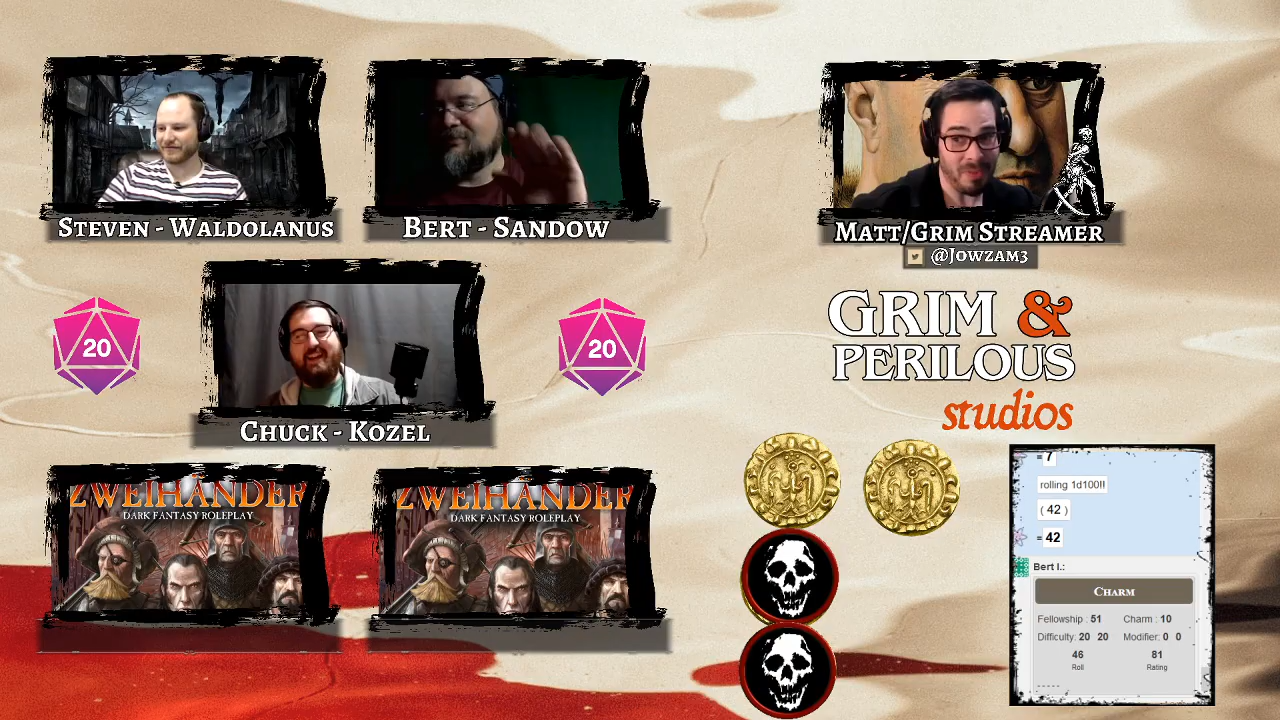 STEVEN - WALDOLANUS
BERT - SANDOW
MATT/GRIM STREAMER
@JOWZAM3
20
20
CHUCK - KOZEL
GRIM &
PERILOUS
studios
ZWEIHÄNDER
DARK FANTASY ROLEPLAY
ZWEIHÄNDER
DARK FANTASY ROLEPLAY
= 7
rolling 1d100!!
( 42 )
= 42
Bert I.:
CHARM
Fellowship : 51 Charm : 10
Difficulty: 20 20 Modifier: 0 0
46 81
Roll Rating
-----